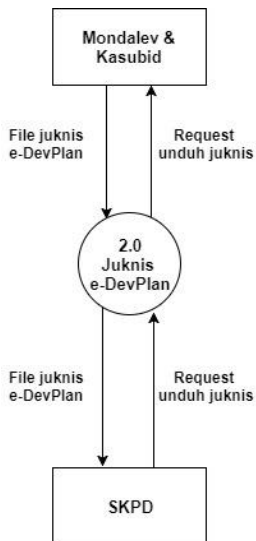 Mondalev &
Kasubid
File juknis
e-DevPlan
Request
unduh juknis
2.0
Juknis
e-DevPlan
File juknis
e-DevPlan
Request
unduh juknis
SKPD